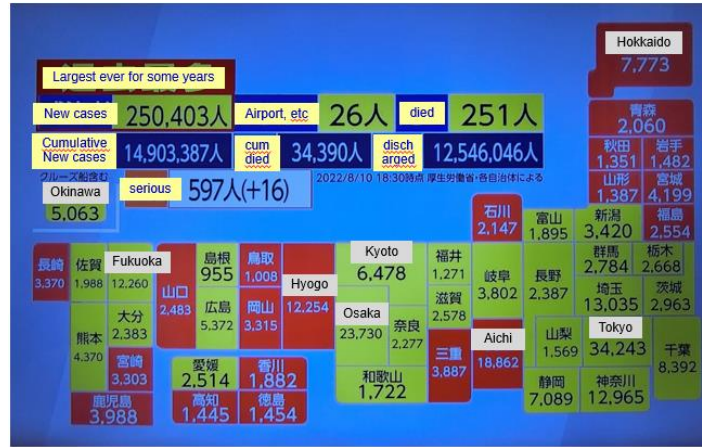 Hokkaido
7,773
過去最多
Largest ever for some years
New cases 250,403人 Airport, etc 26人 died 251人
Cumulative New cases 14,903,387人 cum died 34,390人 disch arged 12,546,046人
クルーズ船含む
serious 597人(+16) 2022/8/10 18:30時点 厚生労働省・各自治体による
Okinawa
5,063
青森
2,060
秋田 岩手
1,351 1,482
山形 宮城
1,387 4,199
石川 富山 新潟 福島
2,147 1,895 3,420 2,554
長崎 佐賀 Fukuoka 島根 鳥取 Kyoto 福井 群馬 栃木
3,370 1,988 12,260 955 1,008 6,478 1,271 2,784 2,668
山口 Hyogo 岐阜 長野 埼玉 茨城
2,483 12,254 3,802 2,387 13,035 2,963
大分 広島 岡山 Osaka 滋賀
2,383 5,372 3,315 23,730 2,578
熊本 奈良 Aichi 山梨 Tokyo 千葉
4,370 2,277 18,862 1,569 34,243 8,392
宮崎 愛媛 香川 三重
3,303 2,514 1,882 3,887
和歌山 静岡 神奈川
1,722 7,089 12,965
鹿児島 高知 徳島
3,988 1,445 1,454